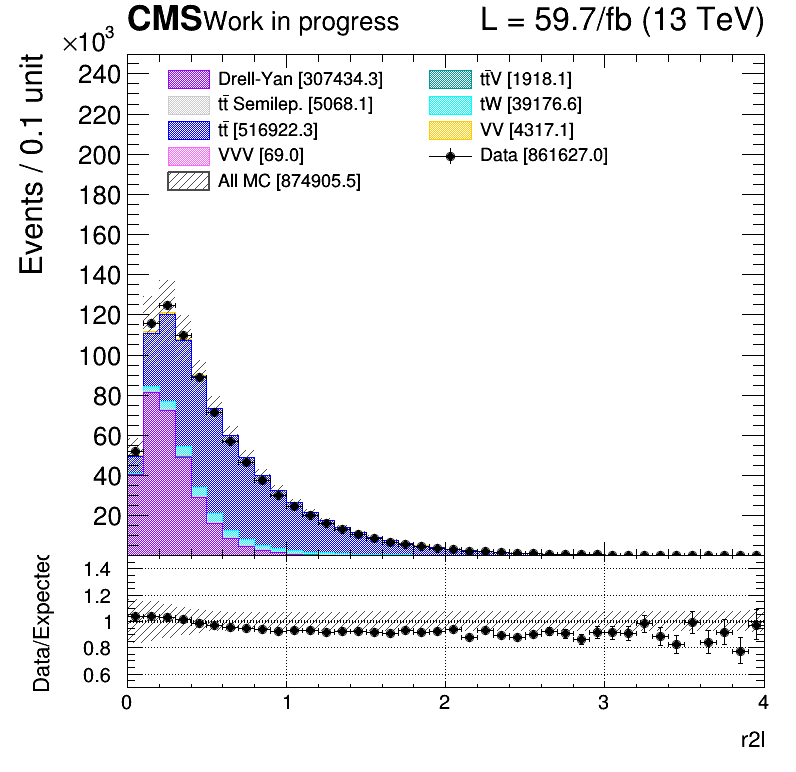 CMS Work in progress L = 59.7/fb (13 TeV)
×10³
Events / 0.1 unit
240
220
200
180
160
140
120
100
80
60
40
20
Drell-Yan [307434.3]
tt̄ Semilep. [5068.1]
tt̄ [516922.3]
VVV [69.0]
All MC [874905.5]
tt̄V [1918.1]
tW [39176.6]
VV [4317.1]
Data [861627.0]
Data/Expected
1.4
1.2
1
0.8
0.6
0 1 2 3 4
r2l